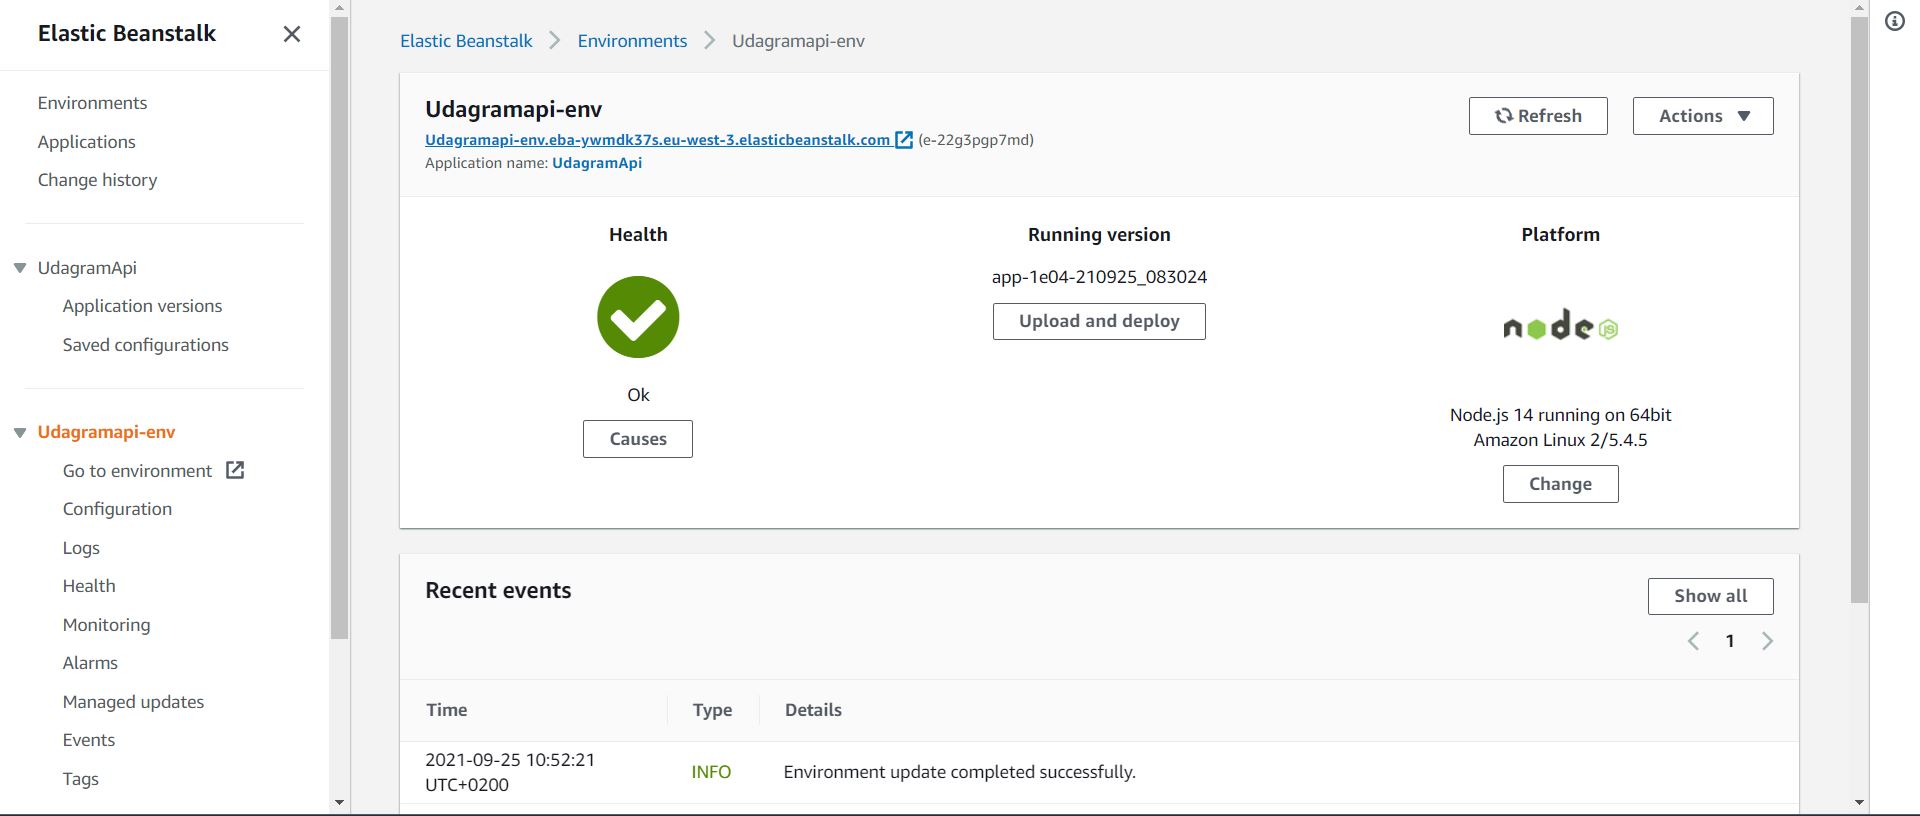 Elastic Beanstalk
Environments
Applications
Change history
UdagramApi
Application versions
Saved configurations
Udagramapi-env
Go to environment
Configuration
Logs
Health
Monitoring
Alarms
Managed updates
Events
Tags
Elastic Beanstalk Environments Udagramapi-env
Udagramapi-env
Refresh
Actions
Udagramapi-env.eba-ywmdk37s.eu-west-3.elasticbeanstalk.com (e-22g3pgp7md)
Application name: UdagramApi
Health
Ok
Causes
Running version
app-1e04-210925_083024
Upload and deploy
Platform
node JS
Node.js 14 running on 64bit
Amazon Linux 2/5.4.5
Change
Recent events
Show all
1
Time Type Details
2021-09-25 10:52:21
UTC+0200
INFO
Environment update completed successfully.